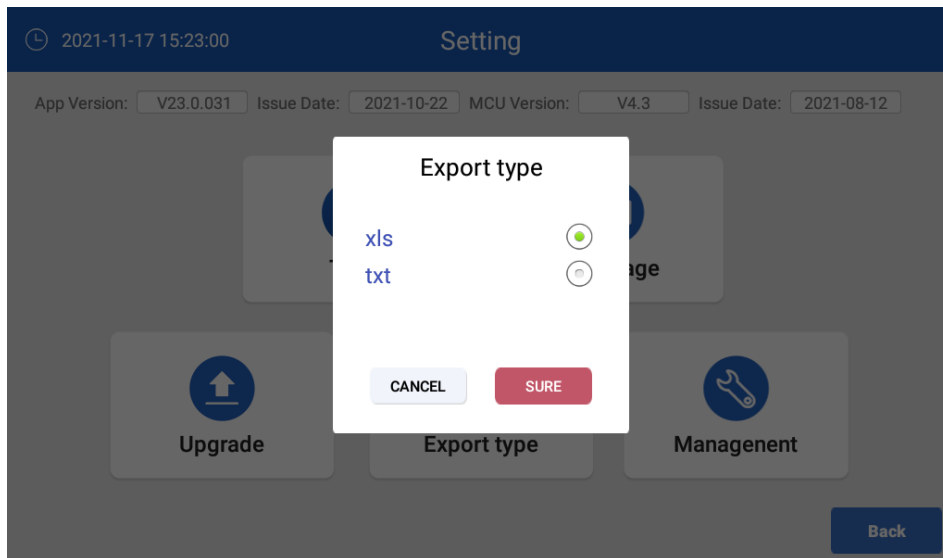 2021-11-17 15:23:00 Setting
App Version: V23.0.031 Issue Date: 2021-10-22 MCU Version: V4.3 Issue Date: 2021-08-12
Export type
xls
txt
CANCEL SURE
Upgrade Export type Managenent
Back